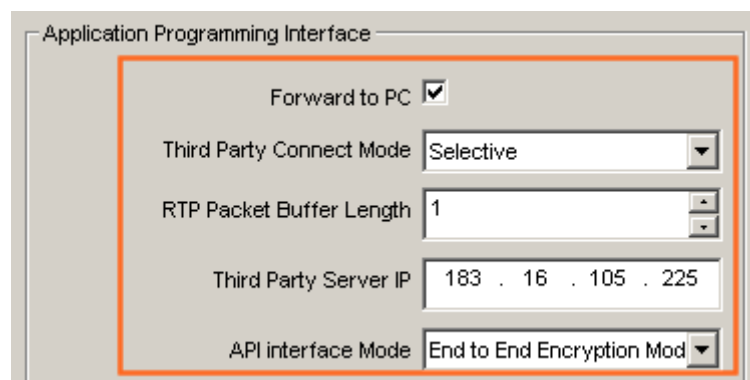 Application Programming Interface
Forward to PC
Third Party Connect Mode Selective
RTP Packet Buffer Length 1
Third Party Server IP 183 . 16 . 105 . 225
API interface Mode End to End Encryption Mod